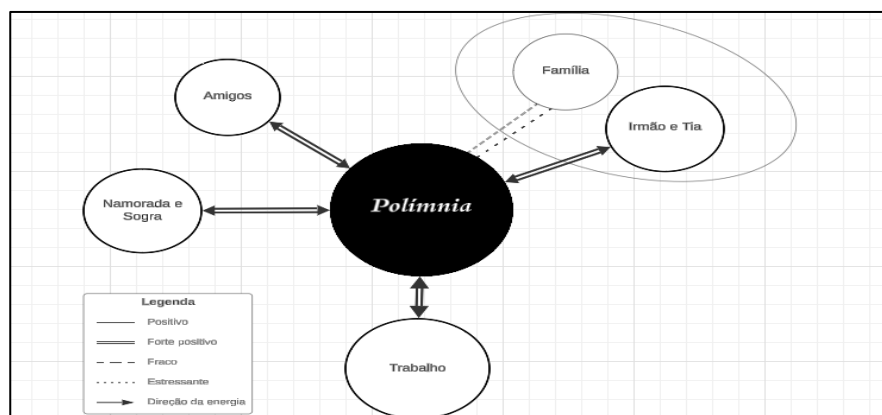 Família
Amigos
Irmão e Tia
Namorada e
Sogra
Polímnia
Legenda
Positivo
Forte positivo
Fraco
Estressante
Direção da energia
Trabalho